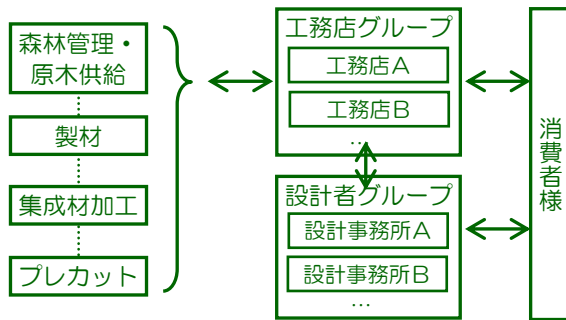 森林管理・
原木供給
製材
集成材加工
プレカット
工務店グループ
工務店A
工務店B
…
設計者グループ
設計事務所A
設計事務所B
…
消費者様